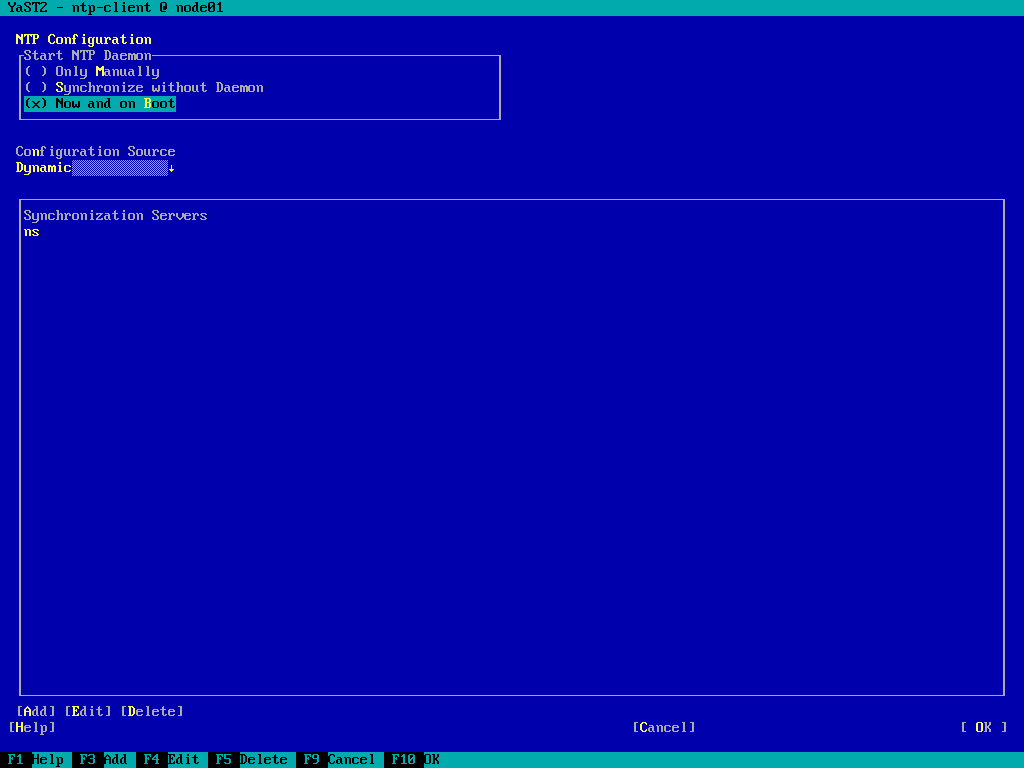 YaST2 - ntp-client @ node01
NTP Configuration
Start NTP Daemon
( ) Only Manually
( ) Synchronize without Daemon
(x) Now and on Boot
Configuration Source
Dynamic↓
Synchronization Servers
ns
[Add] [Edit] [Delete]
[Help] [Cancel] [ OK ]
F1 Help F3 Add F4 Edit F5 Delete F9 Cancel F10 OK